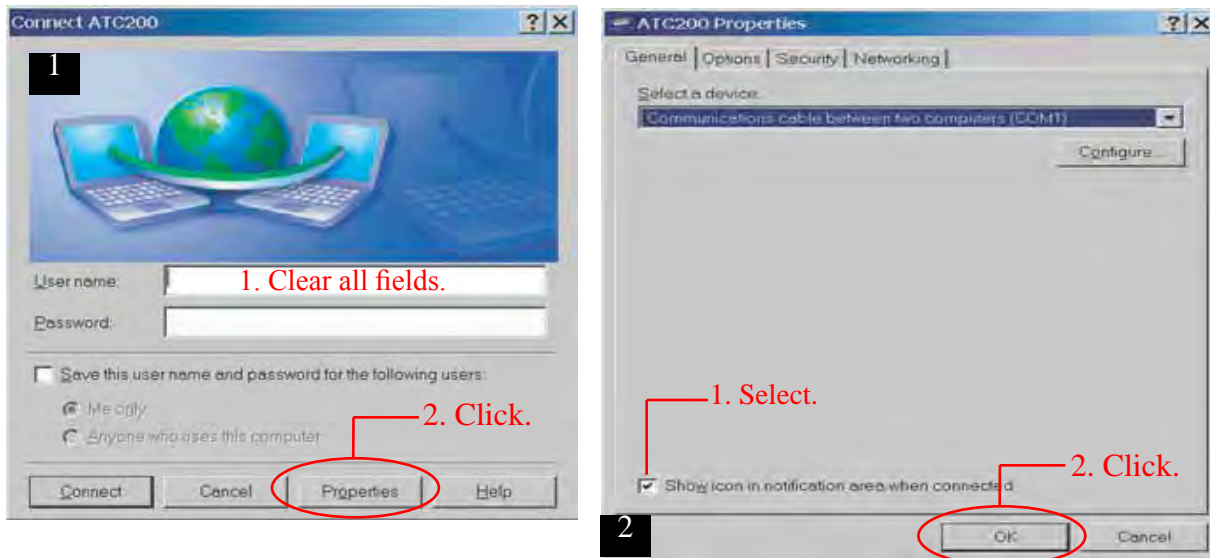 Connect ATC200
1
User name:
1. Clear all fields.
Password:
Save this user name and password for the following users:
Me only
Anyone who uses this computer
2. Click.
Connect Cancel Properties Help
ATC200 Properties
General Options Security Networking
Select a device
Communications cable between two computers (COM1)
Configure...
1. Select.
Show icon in notification area when connected
2. Click.
2
OK Cancel